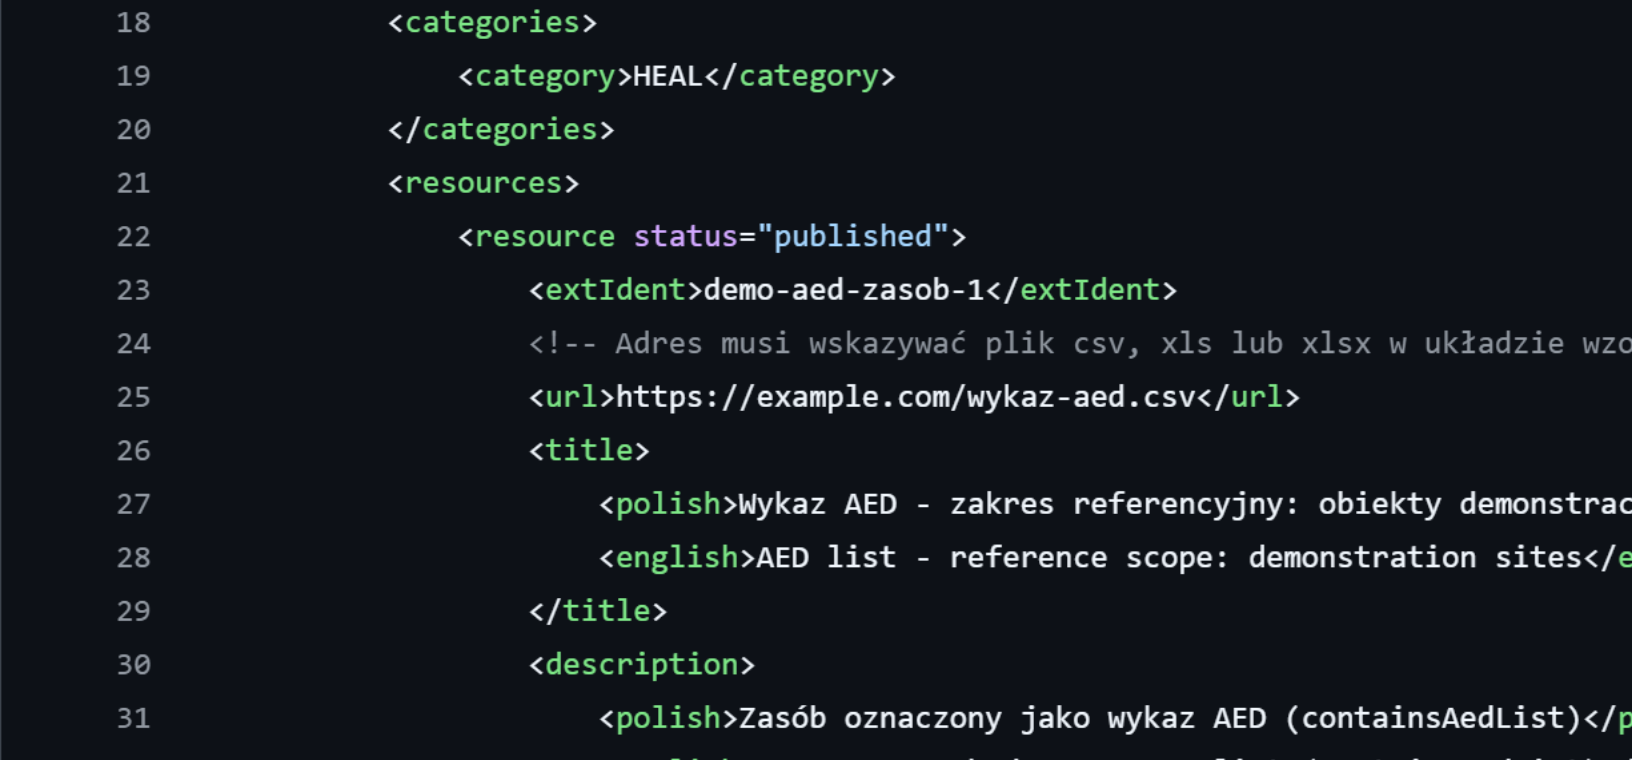 18 <categories>
19 <category>HEAL</category>
20 </categories>
21 <resources>
22 <resource status="published">
23 <extIdent>demo-aed-zasob-1</extIdent>
24 <!-- Adres musi wskazywać plik csv, xls lub xlsx w układzie wzo
25 <url>https://example.com/wykaz-aed.csv</url>
26 <title>
27 <polish>Wykaz AED - zakres referencyjny: obiekty demonstrac
28 <english>AED list - reference scope: demonstration sites</e
29 </title>
30 <description>
31 <polish>Zasób oznaczony jako wykaz AED (containsAedList)</p